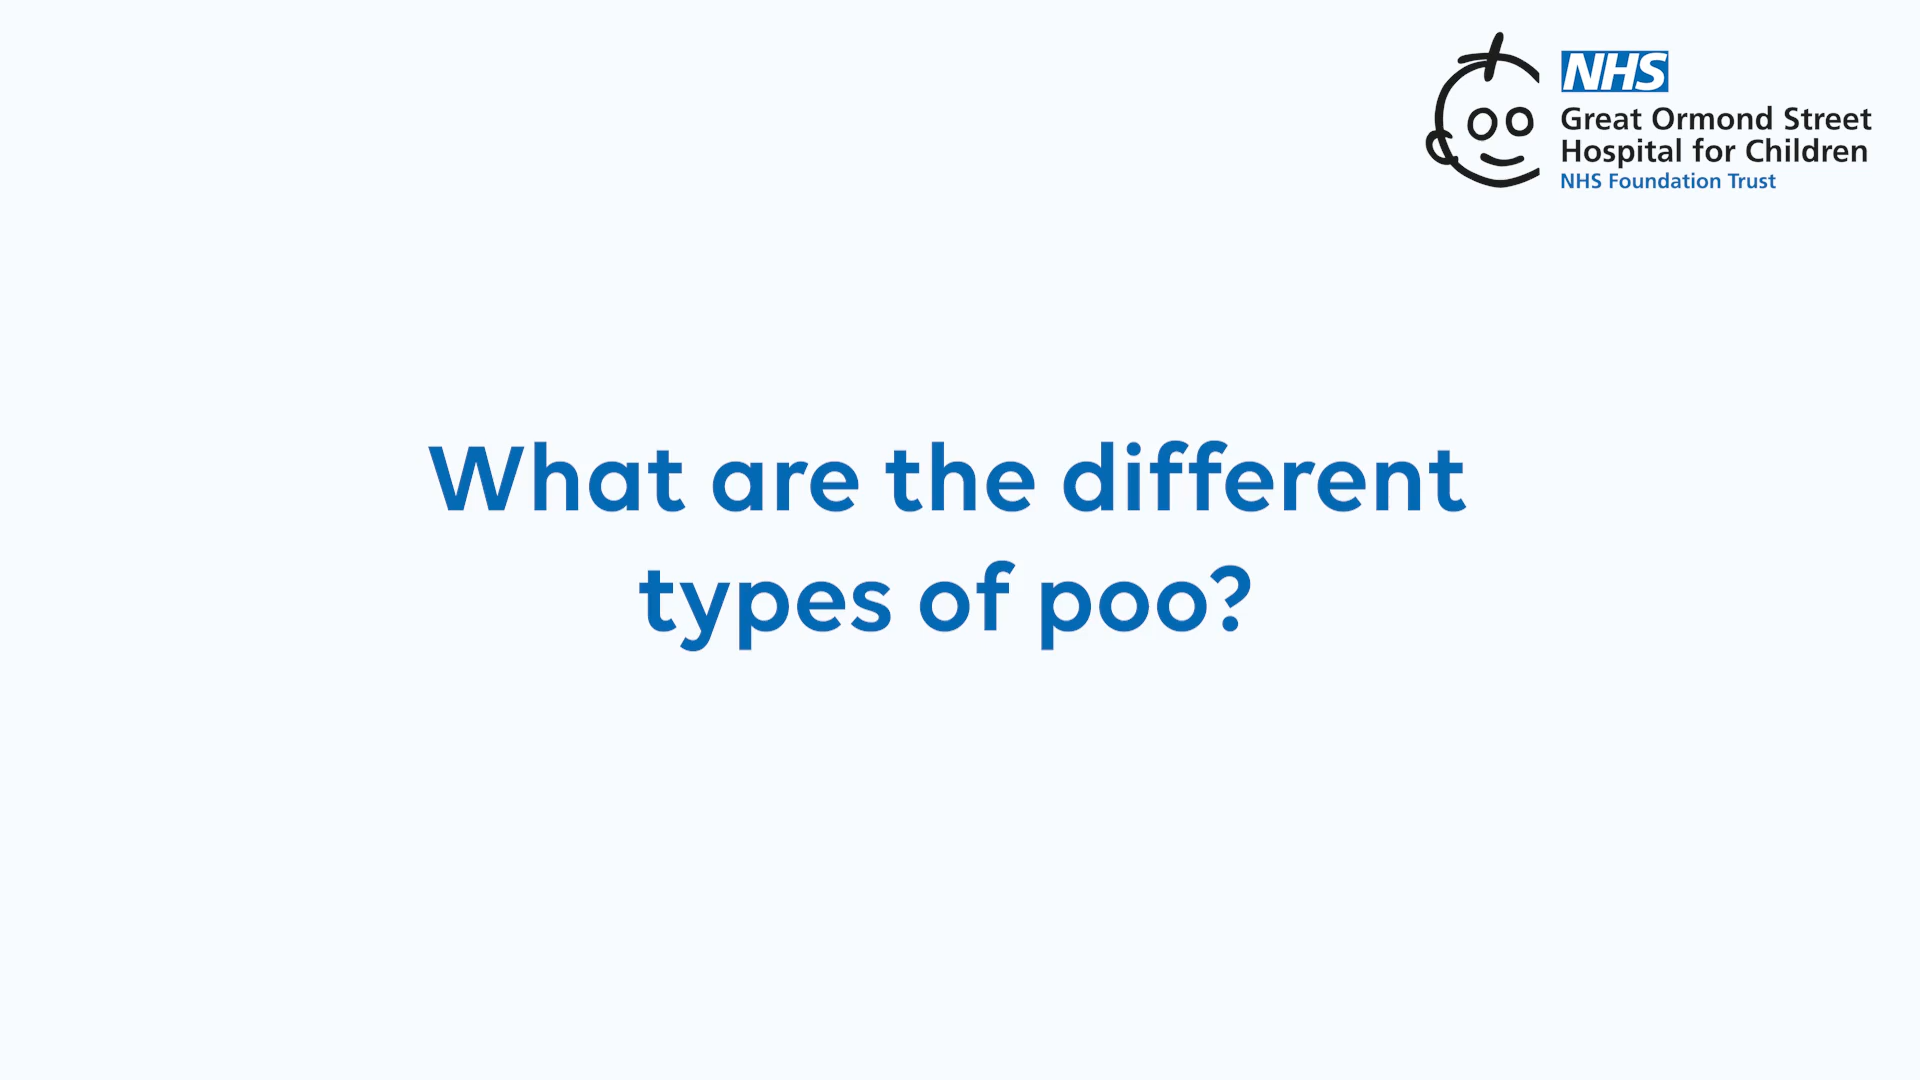 NHS
Great Ormond Street
Hospital for Children
NHS Foundation Trust
What are the different
types of poo?